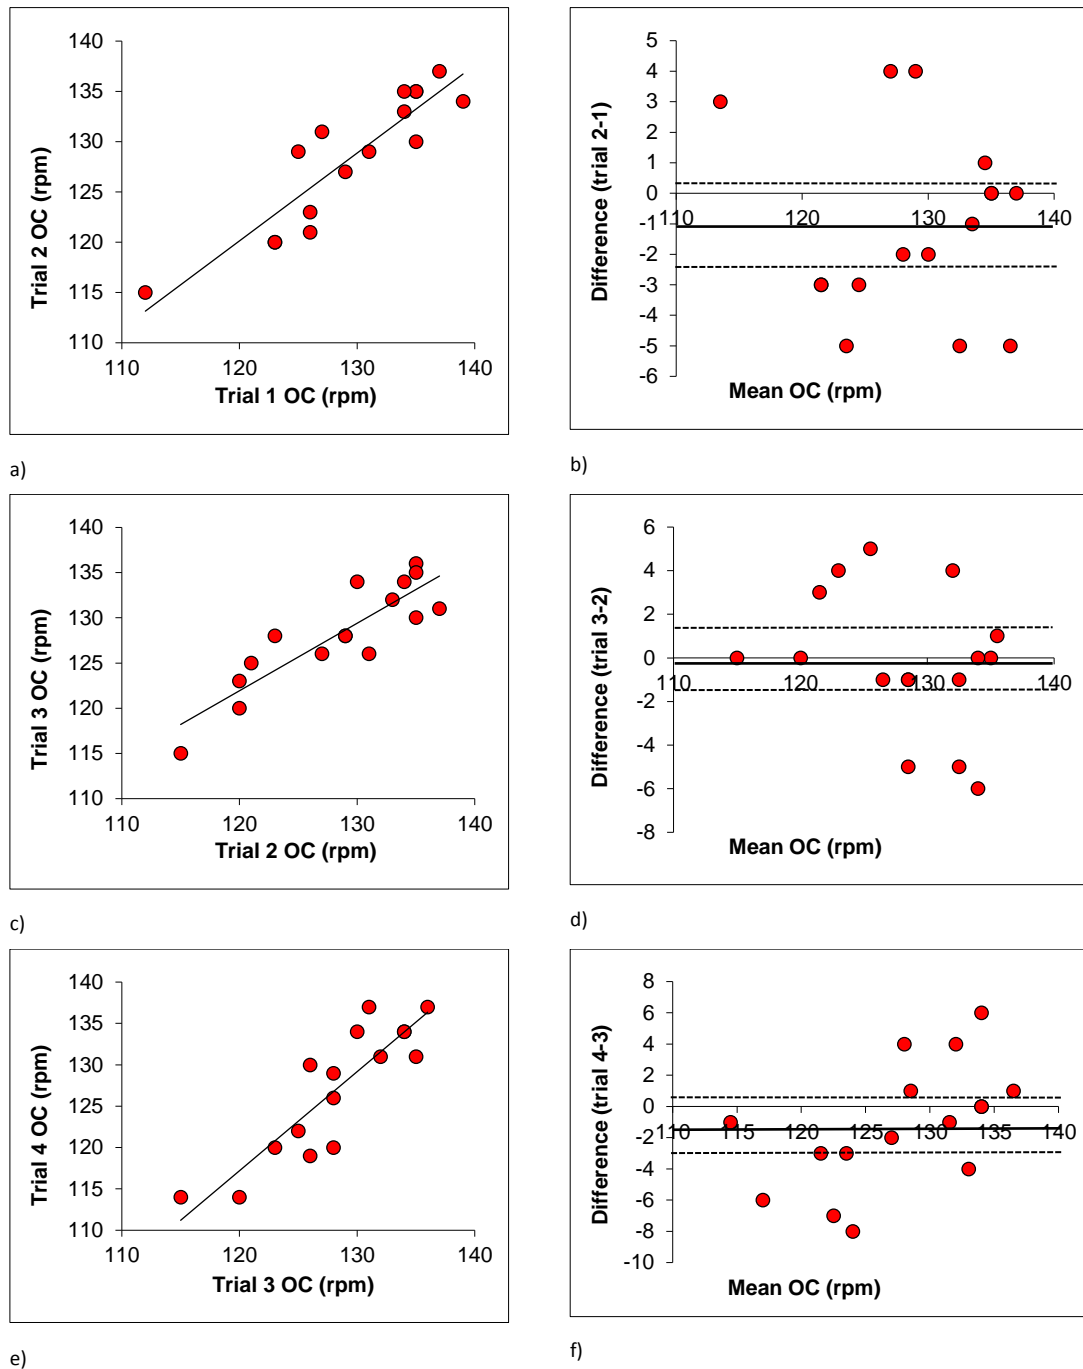 140
135
130
125
120
115
110
110 120 130 140
Trial 2 OC (rpm)
Trial 1 OC (rpm)
a)
5
4
3
2
1
0
-1
-2
-3
-4
-5
-6
110 120 130 140
Difference (trial 2-1)
Mean OC (rpm)
b)
140
135
130
125
120
115
110
110 120 130 140
Trial 3 OC (rpm)
Trial 2 OC (rpm)
c)
6
4
2
0
-2
-4
-6
-8
110 120 130 140
Difference (trial 3-2)
Mean OC (rpm)
d)
140
135
130
125
120
115
110
110 120 130 140
Trial 4 OC (rpm)
Trial 3 OC (rpm)
e)
8
6
4
2
0
-2
-4
-6
-8
-10
110 115 120 125 130 135 140
Difference (trial 4-3)
Mean OC (rpm)
f)